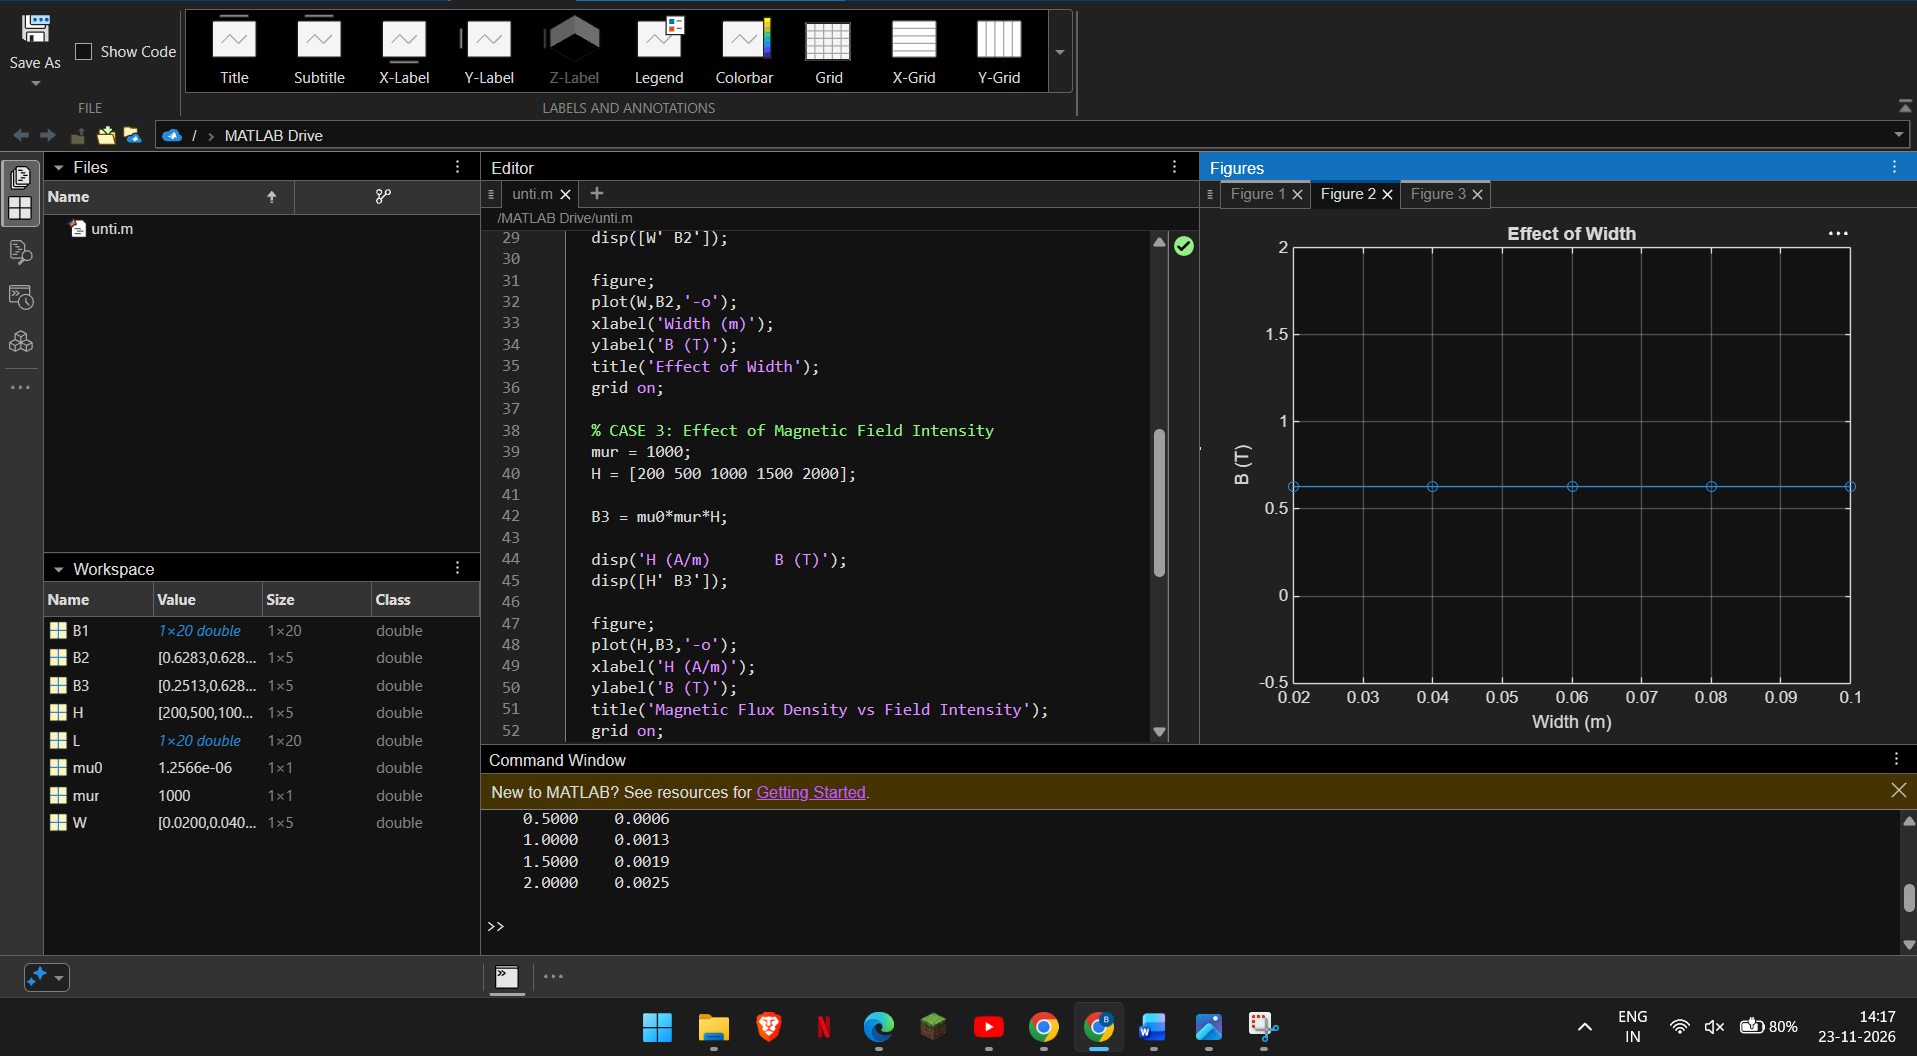 Save As
Show Code
FILE
Title
Subtitle
X-Label
Y-Label
Z-Label
Legend
Colorbar
Grid
X-Grid
Y-Grid
LABELS AND ANNOTATIONS
/ › MATLAB Drive
Files
Name
unti.m
Workspace
Name Value Size Class
B1 1×20 double 1×20 double
B2 [0.6283,0.628... 1×5 double
B3 [0.2513,0.628... 1×5 double
H [200,500,100... 1×5 double
L 1×20 double 1×20 double
mu0 1.2566e-06 1×1 double
mur 1000 1×1 double
W [0.0200,0.040... 1×5 double
Editor
unti.m
/MATLAB Drive/unti.m
29 disp([W' B2']);
30
31 figure;
32 plot(W,B2,'-o');
33 xlabel('Width (m)');
34 ylabel('B (T)');
35 title('Effect of Width');
36 grid on;
37
38 % CASE 3: Effect of Magnetic Field Intensity
39 mur = 1000;
40 H = [200 500 1000 1500 2000];
41
42 B3 = mu0*mur*H;
43
44 disp('H (A/m)       B (T)');
45 disp([H' B3']);
46
47 figure;
48 plot(H,B3,'-o');
49 xlabel('H (A/m)');
50 ylabel('B (T)');
51 title('Magnetic Flux Density vs Field Intensity');
52 grid on;
Figures
Figure 1
Figure 2
Figure 3
Effect of Width
2
1.5
1
0.5
0
-0.5
B (T)
0.02 0.03 0.04 0.05 0.06 0.07 0.08 0.09 0.1
Width (m)
Command Window
New to MATLAB? See resources for Getting Started.
0.5000 0.0006
1.0000 0.0013
1.5000 0.0019
2.0000 0.0025
>>
ENG
IN
80%
14:17
23-11-2026